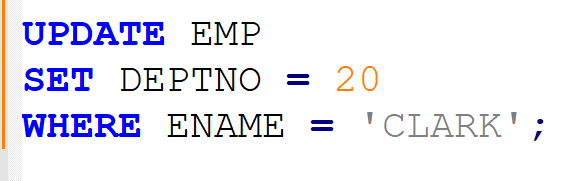 UPDATE EMP
SET DEPTNO = 20
WHERE ENAME = 'CLARK';